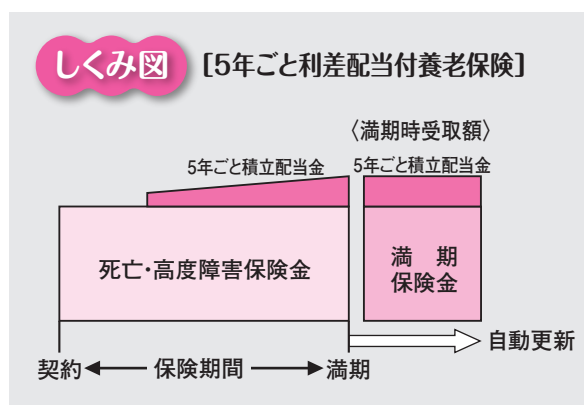 しくみ図 [5年ごと利差配当付養老保険]
〈満期時受取額〉
5年ごと積立配当金
5年ごと積立配当金
死亡・高度障害保険金
満 期
保険金
自動更新
契約
保険期間
満期